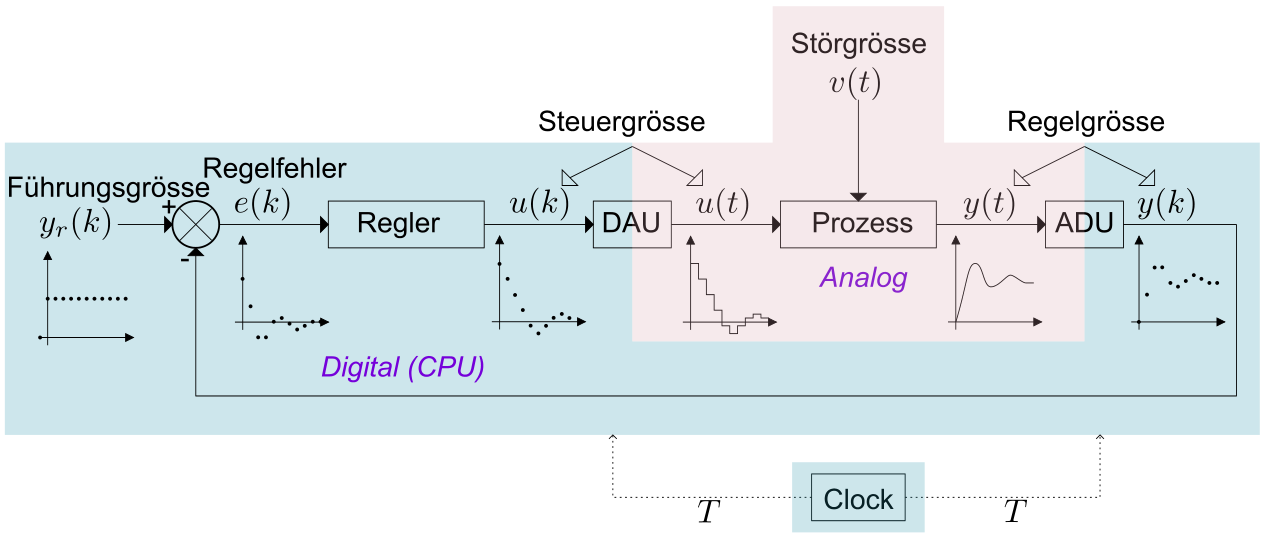 Störgrösse
v(t)
Steuergrösse
Regelgrösse
Führungsgrösse
Regelfehler
y_r(k)
+
-
e(k)
Regler
u(k)
DAU
u(t)
Prozess
y(t)
ADU
y(k)
Analog
Digital (CPU)
Clock
T
T